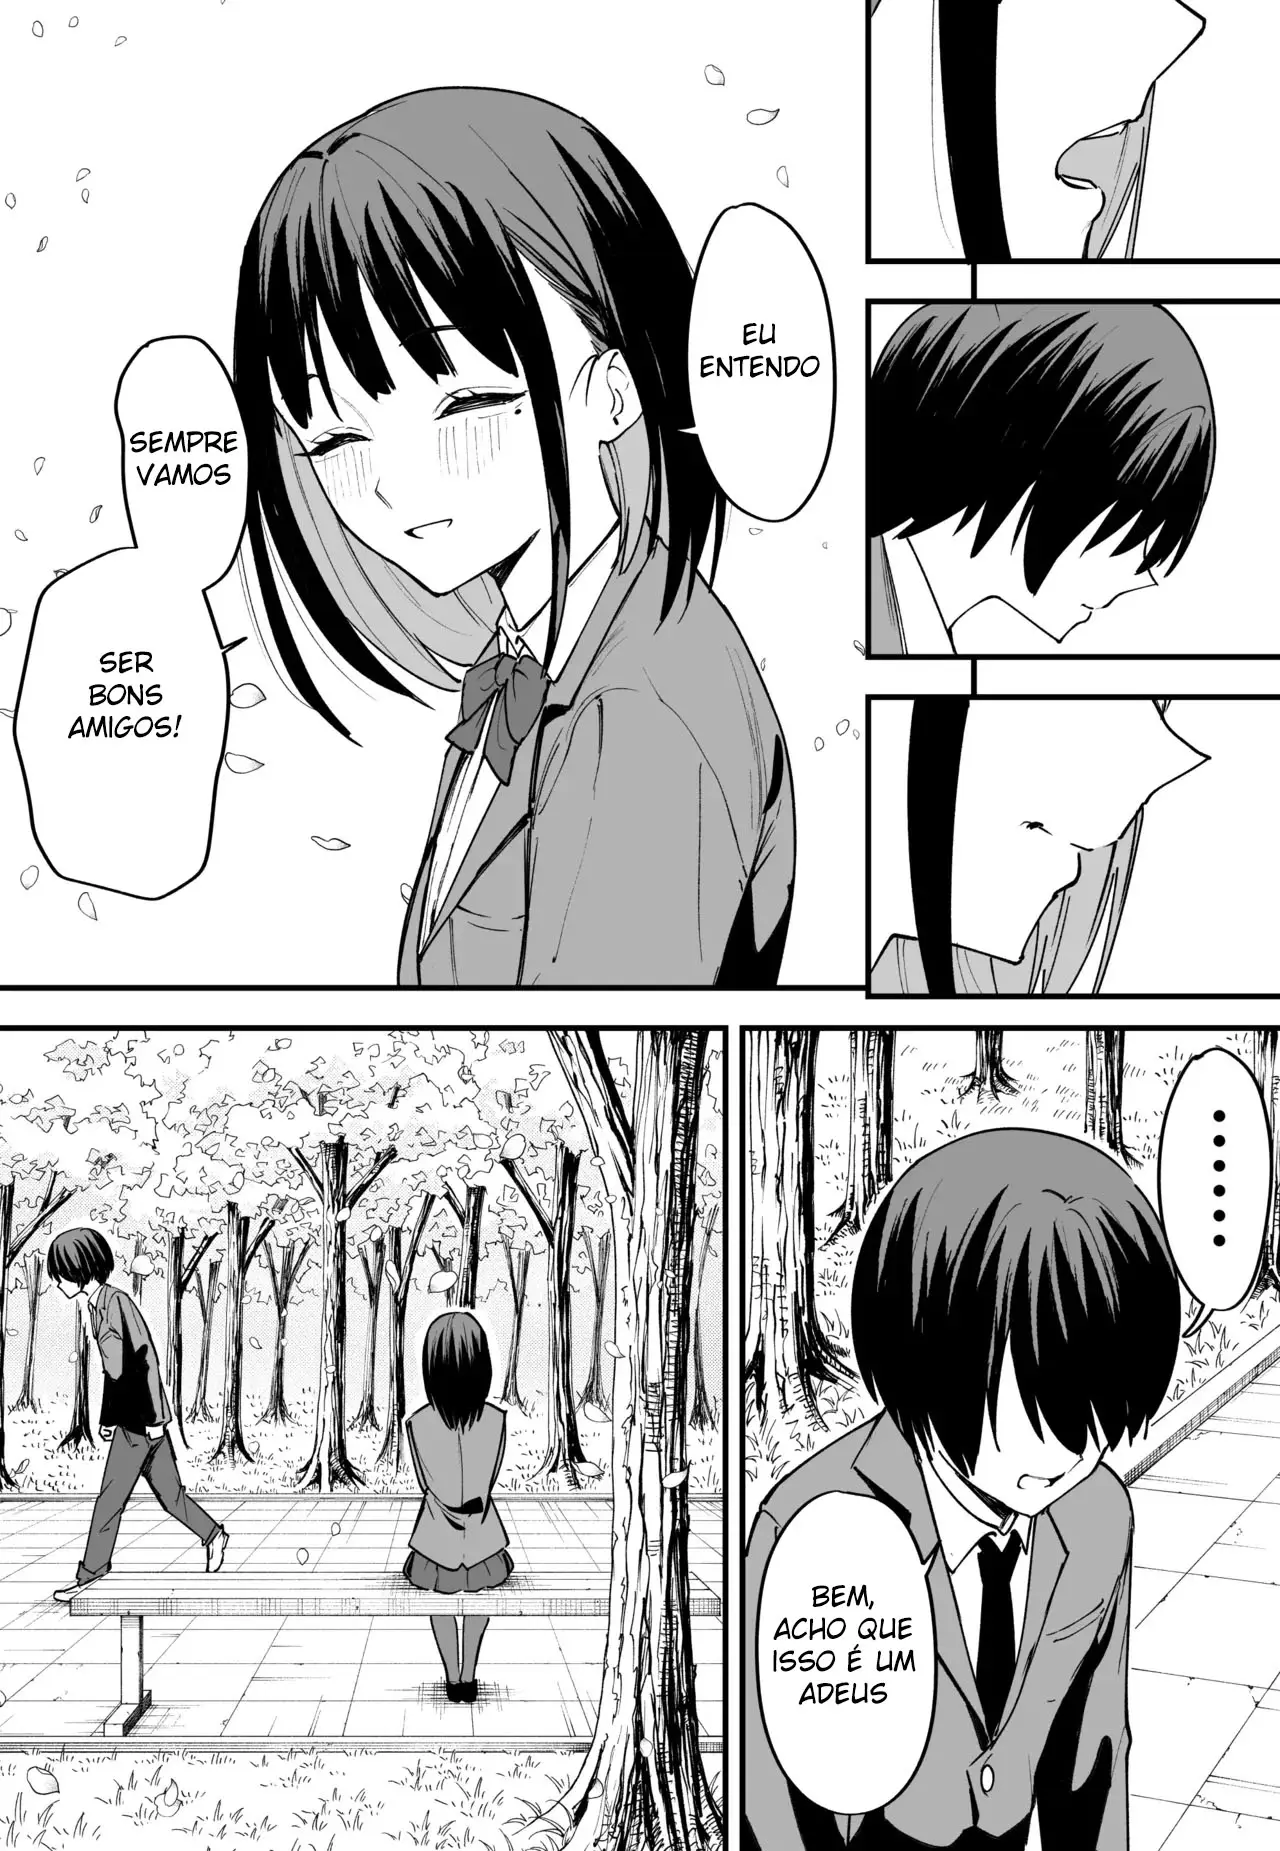 EU
ENTENDO
SEMPRE
VAMOS
SER
BONS
AMIGOS!
......
BEM,
ACHO QUE
ISSO É UM
ADEUS